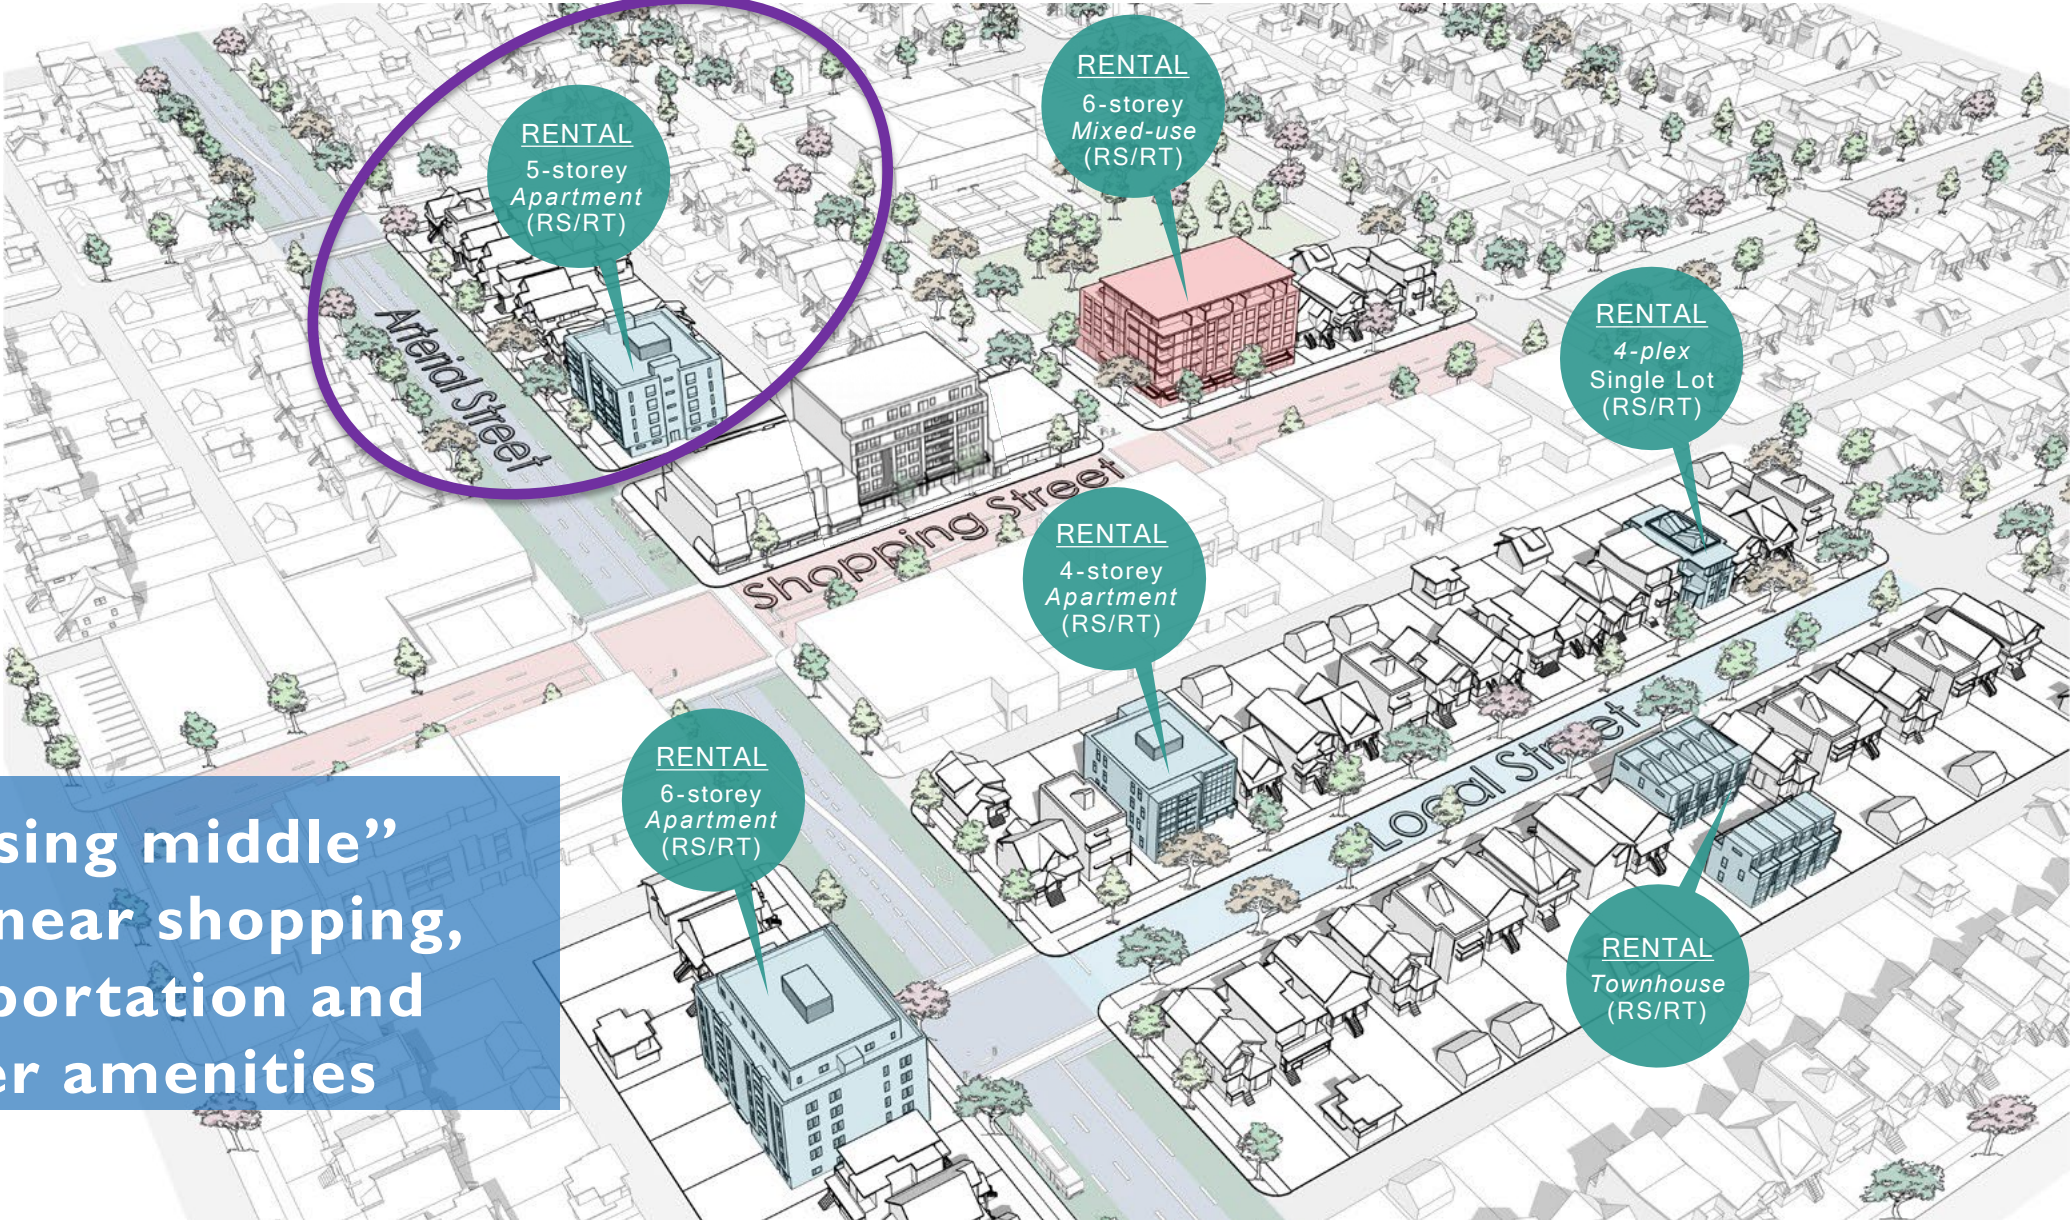 RENTAL
5-storey
Apartment
(RS/RT)
RENTAL
6-storey
Mixed-use
(RS/RT)
RENTAL
4-plex
Single Lot
(RS/RT)
Arterial Street
Shopping Street
RENTAL
4-storey
Apartment
(RS/RT)
Local Street
RENTAL
6-storey
Apartment
(RS/RT)
sing middle”
near shopping,
portation and
er amenities
RENTAL
Townhouse
(RS/RT)